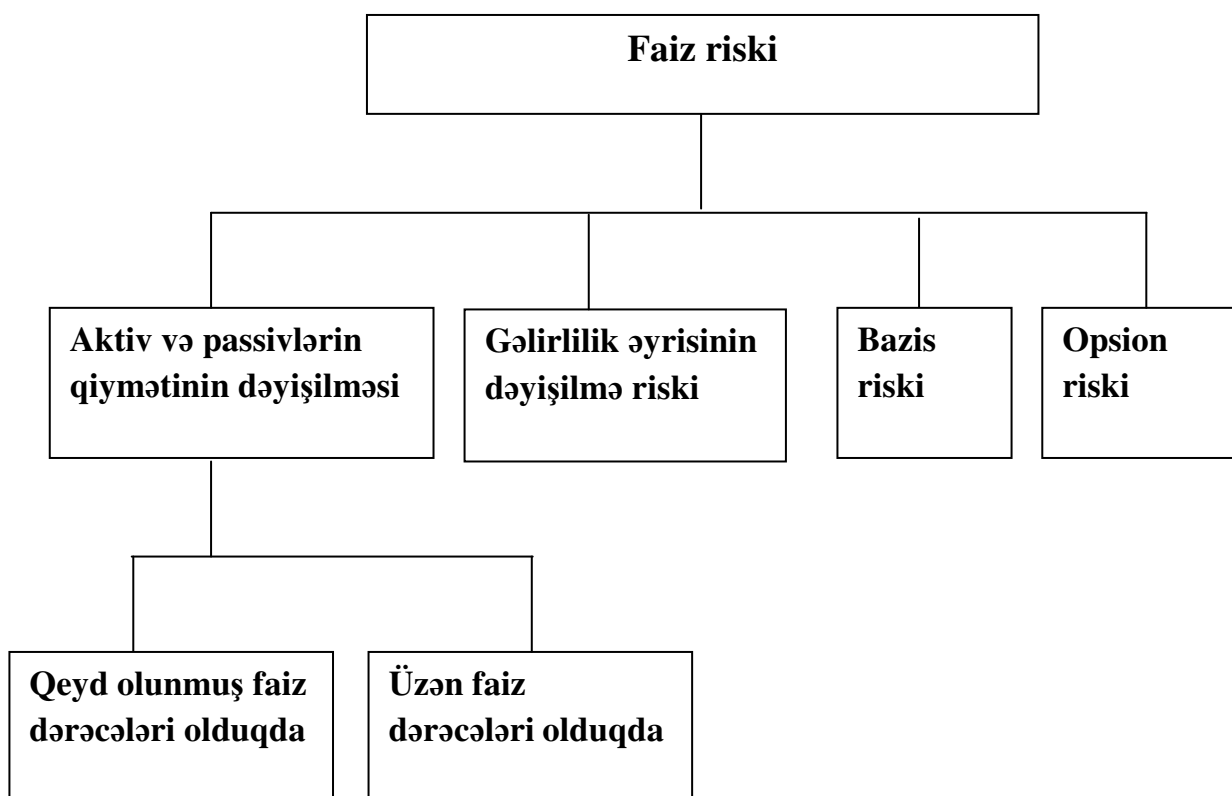 Faiz riski
Aktiv və passivlərin
qiymətinin dəyişilməsi
Gəlirlilik əyrisinin
dəyişilmə riski
Bazis
riski
Opsion
riski
Qeyd olunmuş faiz
dərəcələri olduqda
Üzən faiz
dərəcələri olduqda